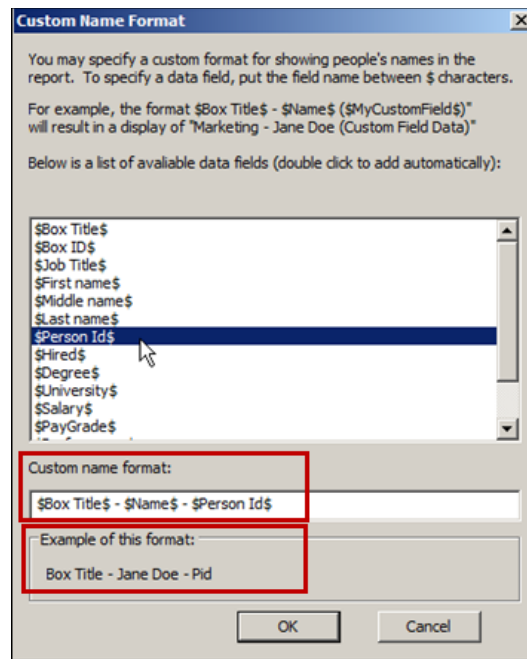 Custom Name Format
You may specify a custom format for showing people's names in the
report. To specify a data field, put the field name between $ characters.
For example, the format $Box Title$ - $Name$ ($MyCustomField$)"
will result in a display of "Marketing - Jane Doe (Custom Field Data)"
Below is a list of avaliable data fields (double click to add automatically):
$Box Title$
$Box ID$
$Job Title$
$First name$
$Middle name$
$Last name$
$Person Id$
$Hired$
$Degree$
$University$
$Salary$
$PayGrade$
Custom name format:
$Box Title$ - $Name$ - $Person Id$
Example of this format:
Box Title - Jane Doe - Pid
OK Cancel